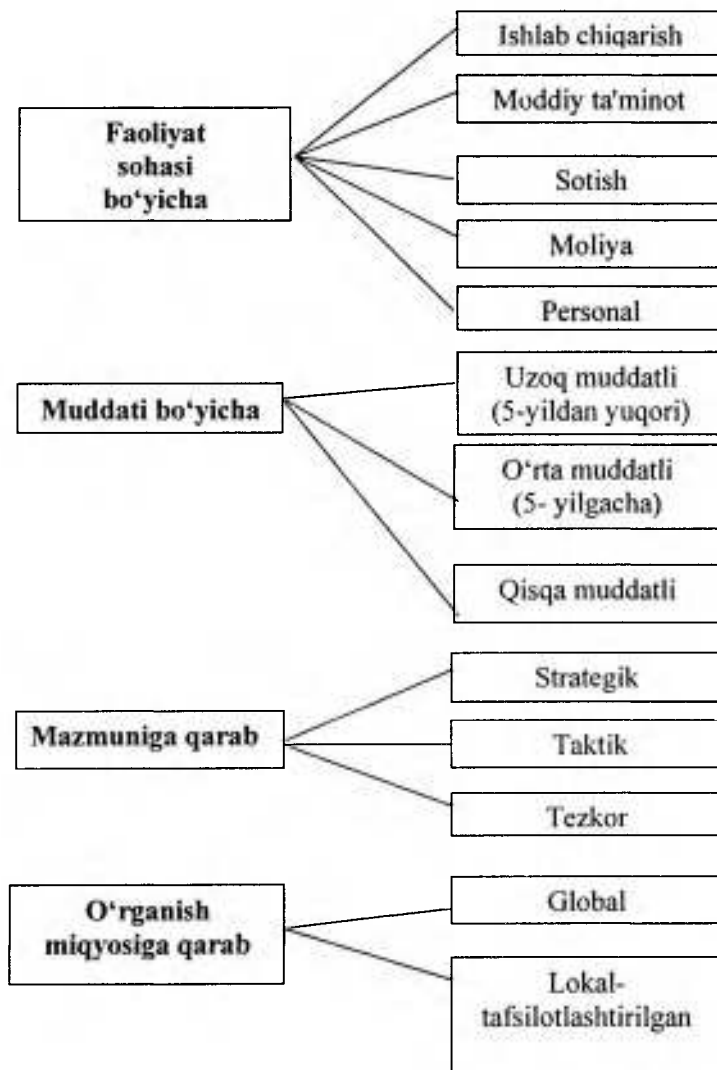 Faoliyat
sohasi
bo‘yicha
Ishlab chiqarish
Moddiy ta'minot
Sotish
Moliya
Personal
Muddati bo‘yicha
Uzoq muddatli
(5-yildan yuqori)
O‘rta muddatli
(5- yilgacha)
Qisqa muddatli
Mazmuniga qarab
Strategik
Taktik
Tezkor
O‘rganish
miqyosiga qarab
Global
Lokal-
tafsilotlashtirilgan